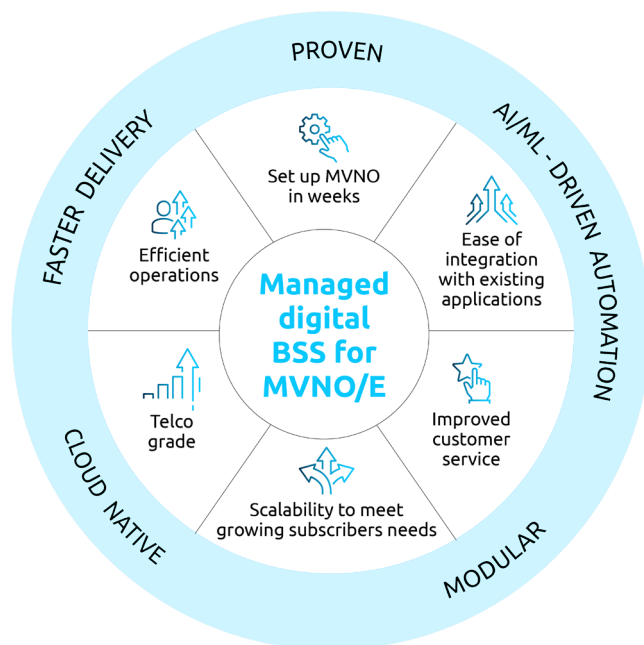 PROVEN
AI/ML - DRIVEN AUTOMATION
MODULAR
CLOUD NATIVE
FASTER DELIVERY
Set up MVNO
in weeks
Ease of
integration
with existing
applications
Improved
customer
service
Scalability to meet
growing subscribers needs
Telco
grade
Efficient
operations
Managed
digital
BSS for
MVNO/E